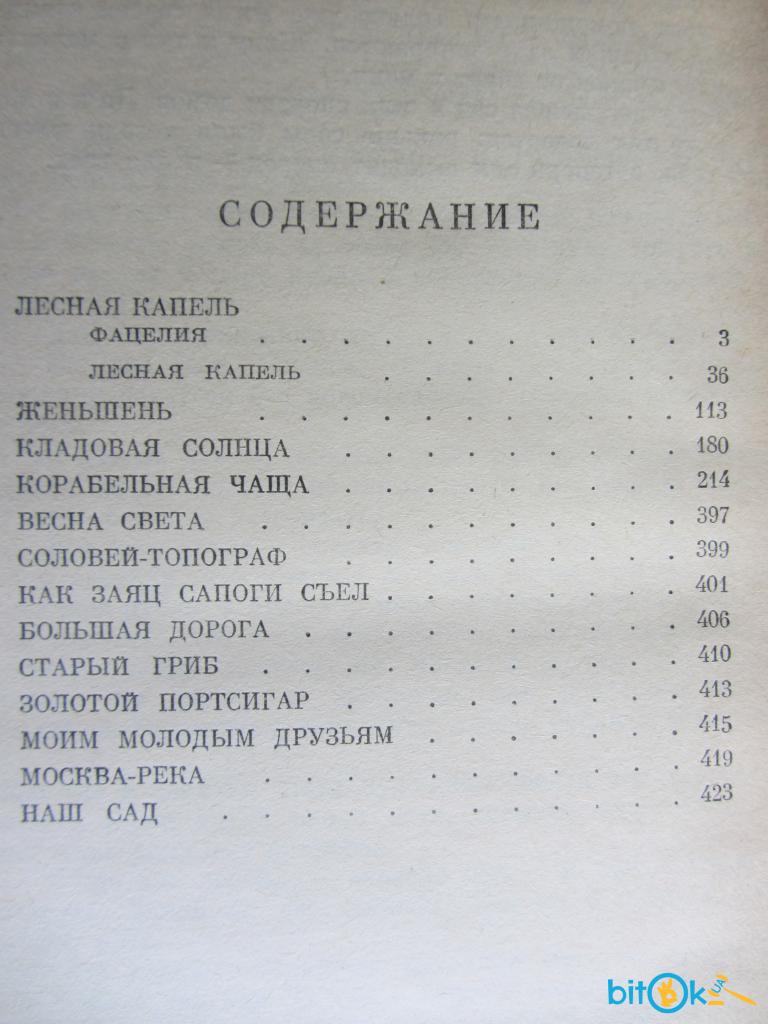 СОДЕРЖАНИЕ
ЛЕСНАЯ КАПЕЛЬ
ФАЦЕЛИЯ . . . . . . . . . . . 3
ЛЕСНАЯ КАПЕЛЬ . . . . . . . . 36
ЖЕНЬШЕНЬ . . . . . . . . . . . 113
КЛАДОВАЯ СОЛНЦА . . . . . . . . . 180
КОРАБЕЛЬНАЯ ЧАЩА . . . . . . . . . 214
ВЕСНА СВЕТА . . . . . . . . . . . 397
СОЛОВЕЙ-ТОПОГРАФ . . . . . . . . . 399
КАК ЗАЯЦ САПОГИ СЪЕЛ . . . . . . . . 401
БОЛЬШАЯ ДОРОГА . . . . . . . . . . 406
СТАРЫЙ ГРИБ . . . . . . . . . . . 410
ЗОЛОТОЙ ПОРТСИГАР . . . . . . . . . 413
МОИМ МОЛОДЫМ ДРУЗЬЯМ . . . . . . . 415
МОСКВА-РЕКА . . . . . . . . . . . 419
НАШ САД . . . . . . . . . . . . 423
bitOk.UA